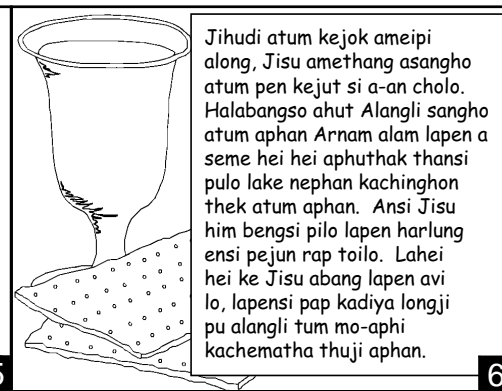 Jihudi atum kejok ameipi
along, Jisu amethang asangho
atum pen kejut si a-an cholo.
Halabangso ahut Alangli sangho
atum aphan Arnam alam lapen a
seme hei hei aphuthak thansi
pulo lake nephan kachinghon
thek atum aphan. Ansi Jisu
him bengsi pilo lapen harlung
ensi pejun rap toilo. Lahei
hei ke Jisu abang lapen avi
lo, lapensi pap kadiya longji
pu alangli tum mo-aphi
kachematha thuji aphan.
5
6